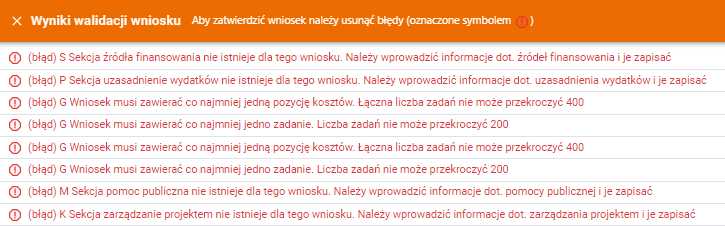 Wyniki walidacji wniosku Aby zatwierdzić wniosek należy usunąć błędy (oznaczone symbolem )
(błąd) S Sekcja źródła finansowania nie istnieje dla tego wniosku. Należy wprowadzić informacje dot. źródeł finansowania i je zapisać
(błąd) P Sekcja uzasadnienie wydatków nie istnieje dla tego wniosku. Należy wprowadzić informacje dot. uzasadnienia wydatków i je zapisać
(błąd) G Wniosek musi zawierać co najmniej jedną pozycję kosztów. Łączna liczba zadań nie może przekroczyć 400
(błąd) G Wniosek musi zawierać co najmniej jedno zadanie. Liczba zadań nie może przekroczyć 200
(błąd) G Wniosek musi zawierać co najmniej jedną pozycję kosztów. Łączna liczba zadań nie może przekroczyć 400
(błąd) G Wniosek musi zawierać co najmniej jedno zadanie. Liczba zadań nie może przekroczyć 200
(błąd) M Sekcja pomoc publiczna nie istnieje dla tego wniosku. Należy wprowadzić informacje dot. pomocy publicznej i je zapisać
(błąd) K Sekcja zarządzanie projektem nie istnieje dla tego wniosku. Należy wprowadzić informacje dot. zarządzania projektem i je zapisać